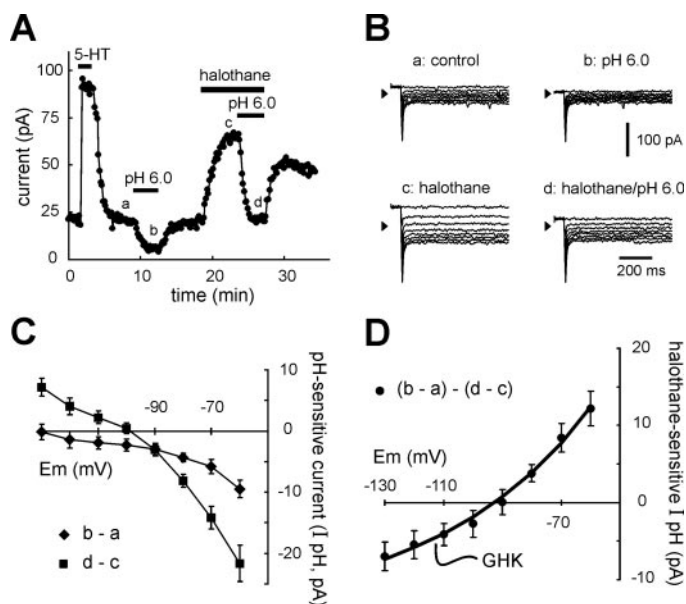 A
5-HT
halothane
pH 6.0
pH 6.0
100
75
50
25
0
current (pA)
a
b
c
d
0 10 20 30
time (min)
B
a: control
b: pH 6.0
100 pA
c: halothane
d: halothane/pH 6.0
200 ms
C
-90 -70
10
0
-10
-20
pH-sensitive current (I pH, pA)
Em (mV)
b - a
d - c
D
(b - a) - (d - c)
Em (mV)
-130 -110 -70
20
10
0
-10
halothane-sensitive I pH (pA)
GHK